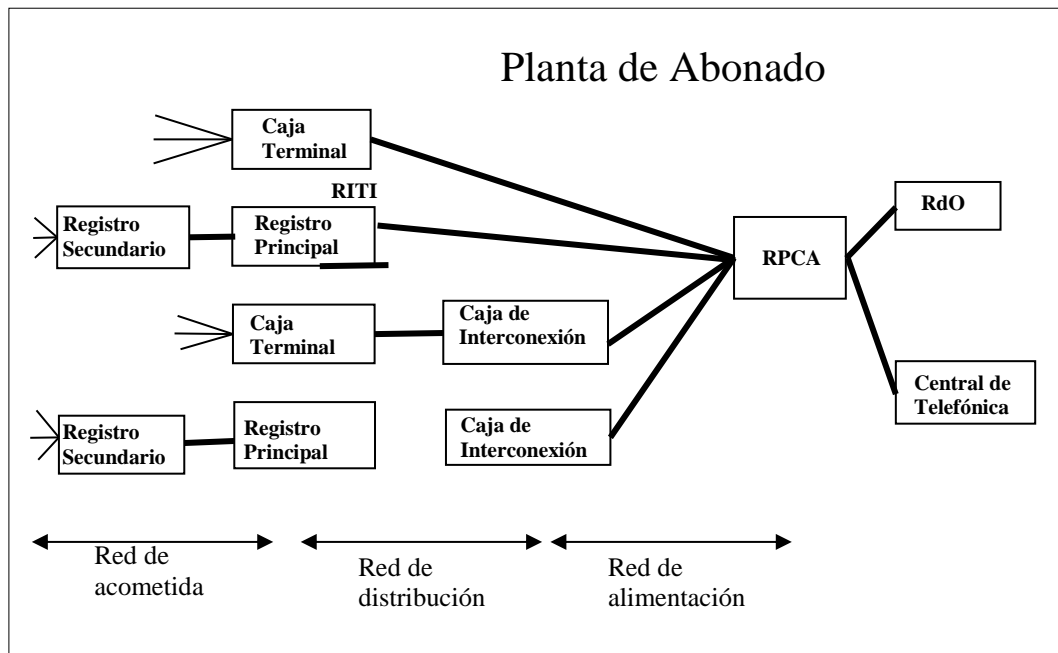 Planta de Abonado
Caja
Terminal
RITI
Registro
Secundario
Registro
Principal
RPCA
RdO
Caja
Terminal
Caja de
Interconexión
Central de
Telefónica
Registro
Secundario
Registro
Principal
Caja de
Interconexión
Red de
acometida
Red de
distribución
Red de
alimentación